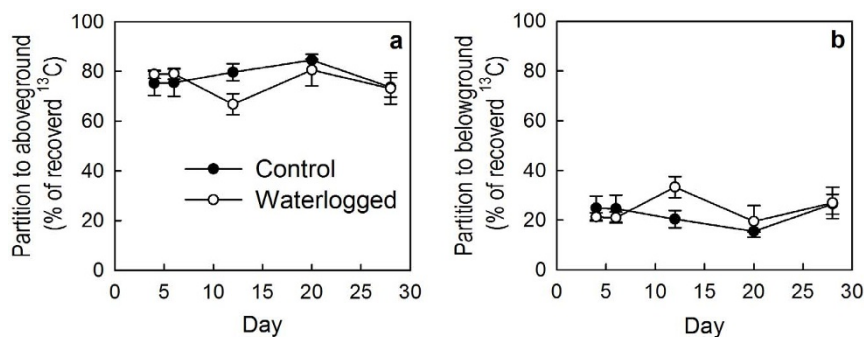 Partition to aboveground
(% of recoverd ¹³C)
100
80
60
40
20
0
a
Control
Waterlogged
0 5 10 15 20 25 30
Day
Partition to belowground
(% of recoverd ¹³C)
100
80
60
40
20
0
b
0 5 10 15 20 25 30
Day